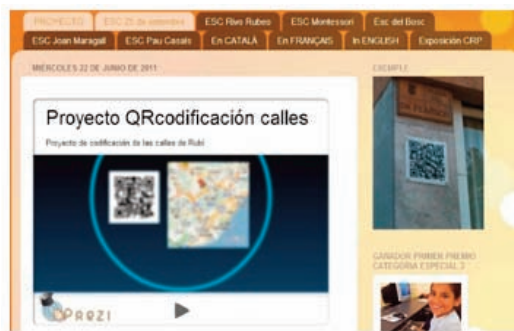 PROYECTO ESC 25 de setembre ESC Rivo Rubeo ESC Montessori Esc del Bosc
ESC Joan Maragall ESC Pau Casals En CATALÀ En FRANÇAIS In ENGLISH Exposición CRP
MIÉRCOLES 22 DE JUNIO DE 2011
Proyecto QRcodificación calles
Proyecto de codificación de las calles de Rubí
PREZI
EXEMPLE
GANADOR PRIMER PREMIO
CATEGORIA ESPECIAL 3